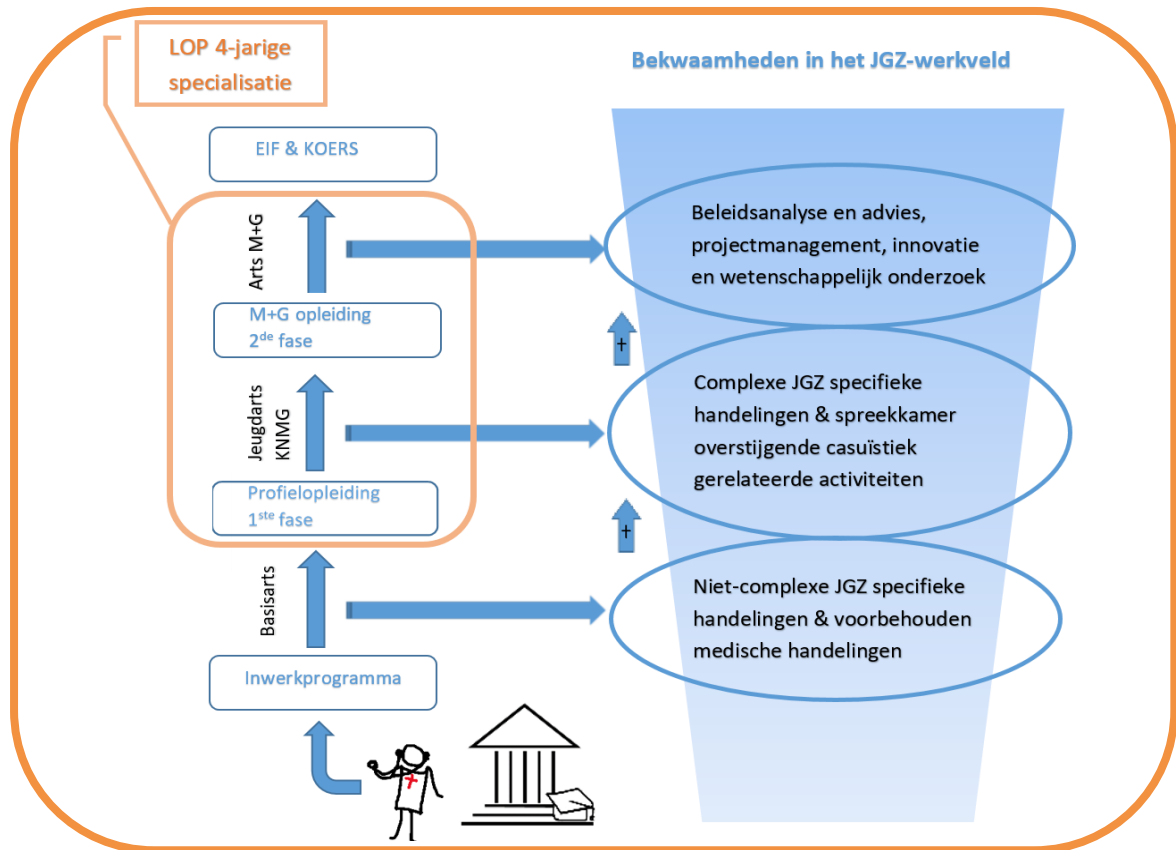 LOP 4-jarige
specialisatie
Bekwaamheden in het JGZ-werkveld
EIF & KOERS
Arts M+G
Beleidsanalyse en advies,
projectmanagement, innovatie
en wetenschappelijk onderzoek
M+G opleiding
2de fase
+
Jeugdarts
KNMG
Complexe JGZ specifieke
handelingen & spreekkamer
overstijgende casuïstiek
gerelateerde activiteiten
Profielopleiding
1ste fase
+
Basisarts
Niet-complexe JGZ specifieke
handelingen & voorbehouden
medische handelingen
Inwerkprogramma